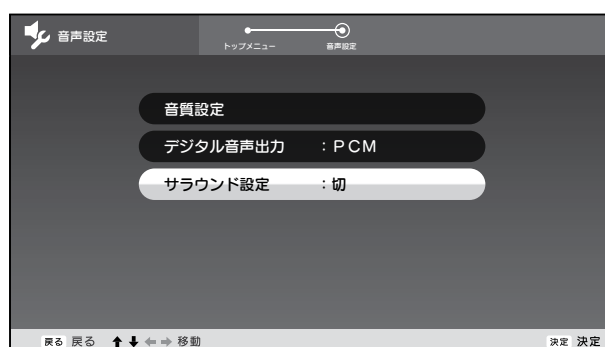 音声設定
トップメニュー 音声設定
音質設定
デジタル音声出力 :PCM
サラウンド設定 :切
戻る 戻る 移動 決定 決定